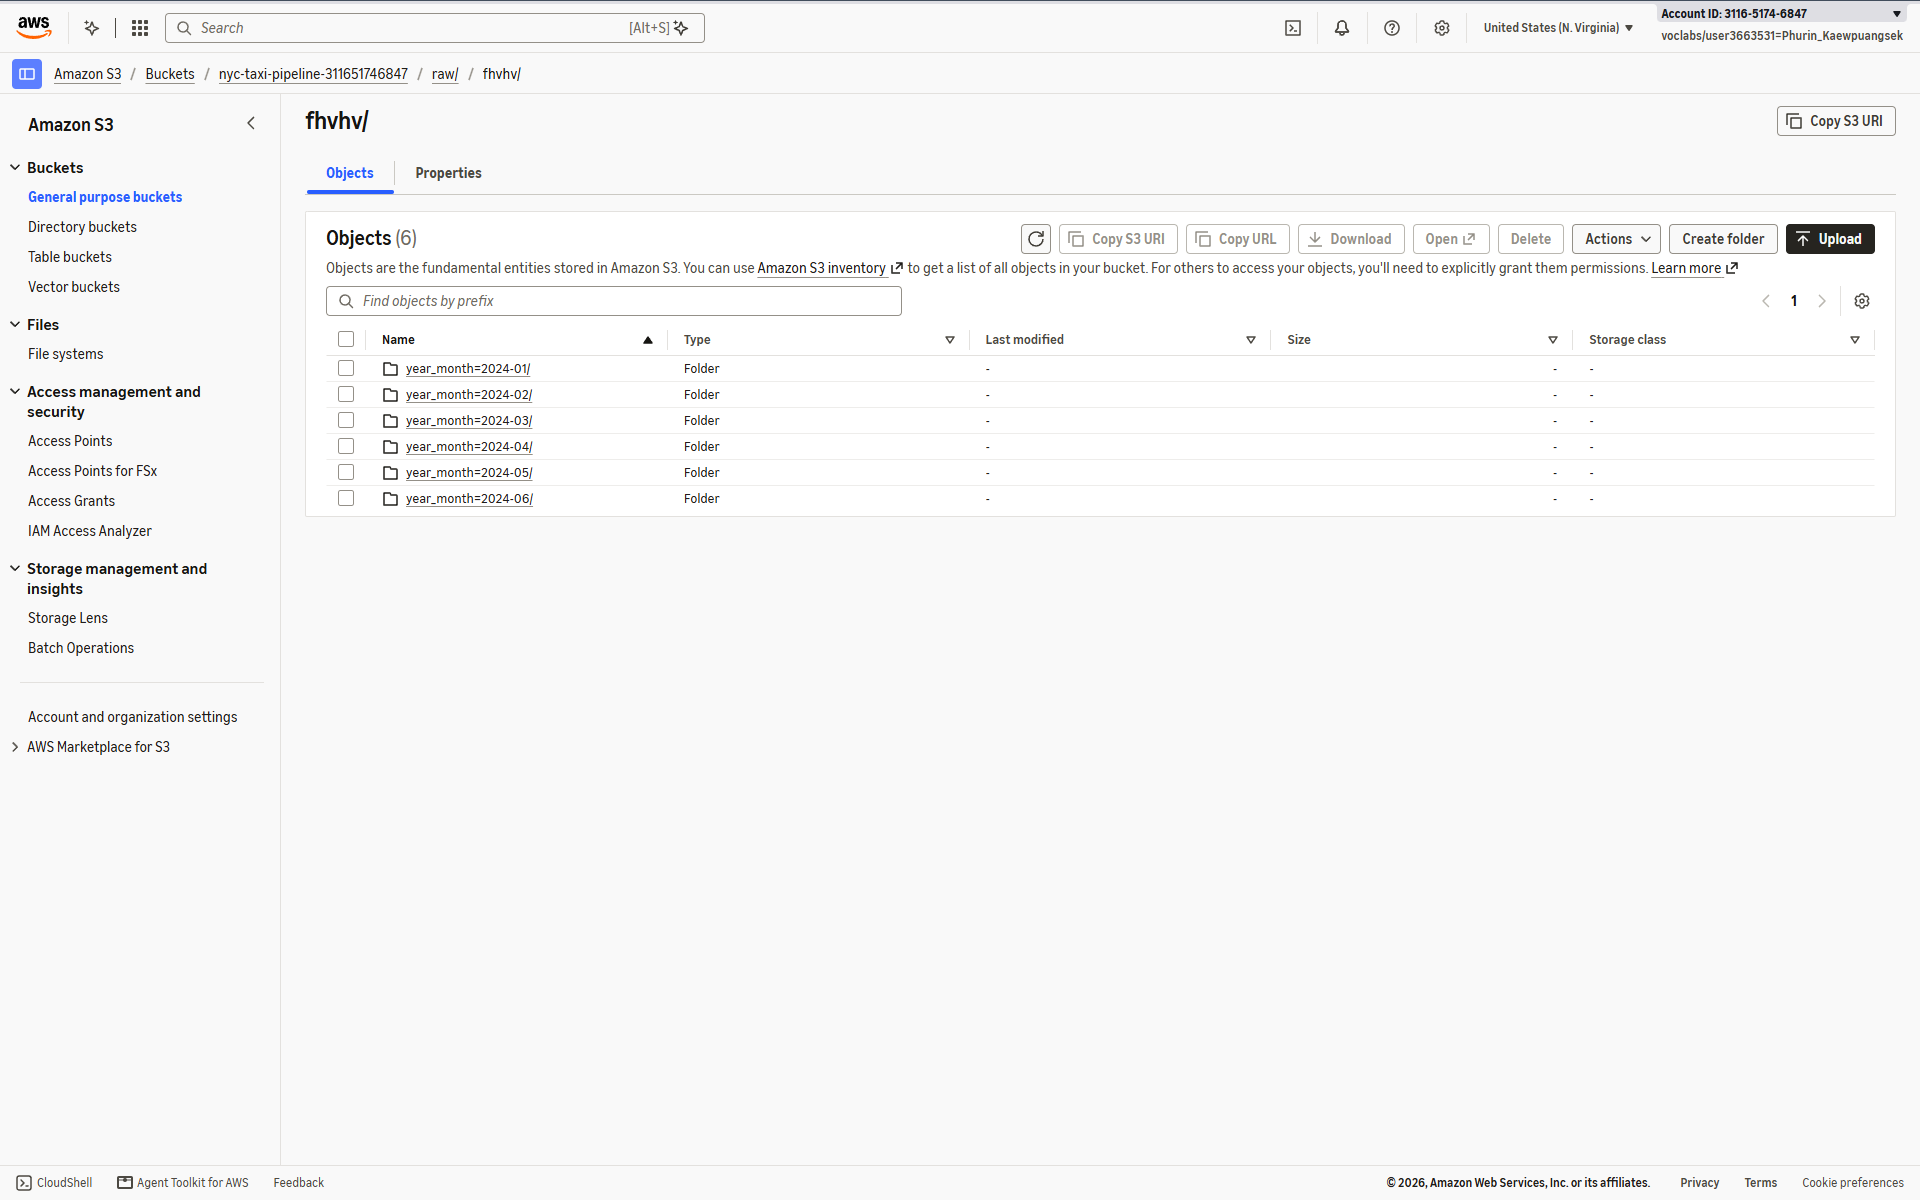 aws
Search
[Alt+S]
United States (N. Virginia)
Account ID: 3116-5174-6847
voclabs/user3663531=Phurin_Kaewpuangsek
Amazon S3 / Buckets / nyc-taxi-pipeline-311651746847 / raw/ / fhvhv/
Amazon S3
Buckets
General purpose buckets
Directory buckets
Table buckets
Vector buckets
Files
File systems
Access management and
security
Access Points
Access Points for FSx
Access Grants
IAM Access Analyzer
Storage management and
insights
Storage Lens
Batch Operations
Account and organization settings
AWS Marketplace for S3
fhvhv/
Copy S3 URI
Objects
Properties
Objects (6)
Copy S3 URI
Copy URL
Download
Open
Delete
Actions
Create folder
Upload
Objects are the fundamental entities stored in Amazon S3. You can use Amazon S3 inventory to get a list of all objects in your bucket. For others to access your objects, you'll need to explicitly grant them permissions. Learn more
Find objects by prefix
1
Name Type Last modified Size Storage class
year_month=2024-01/ Folder - - -
year_month=2024-02/ Folder - - -
year_month=2024-03/ Folder - - -
year_month=2024-04/ Folder - - -
year_month=2024-05/ Folder - - -
year_month=2024-06/ Folder - - -
CloudShell
Agent Toolkit for AWS
Feedback
© 2026, Amazon Web Services, Inc. or its affiliates.
Privacy
Terms
Cookie preferences